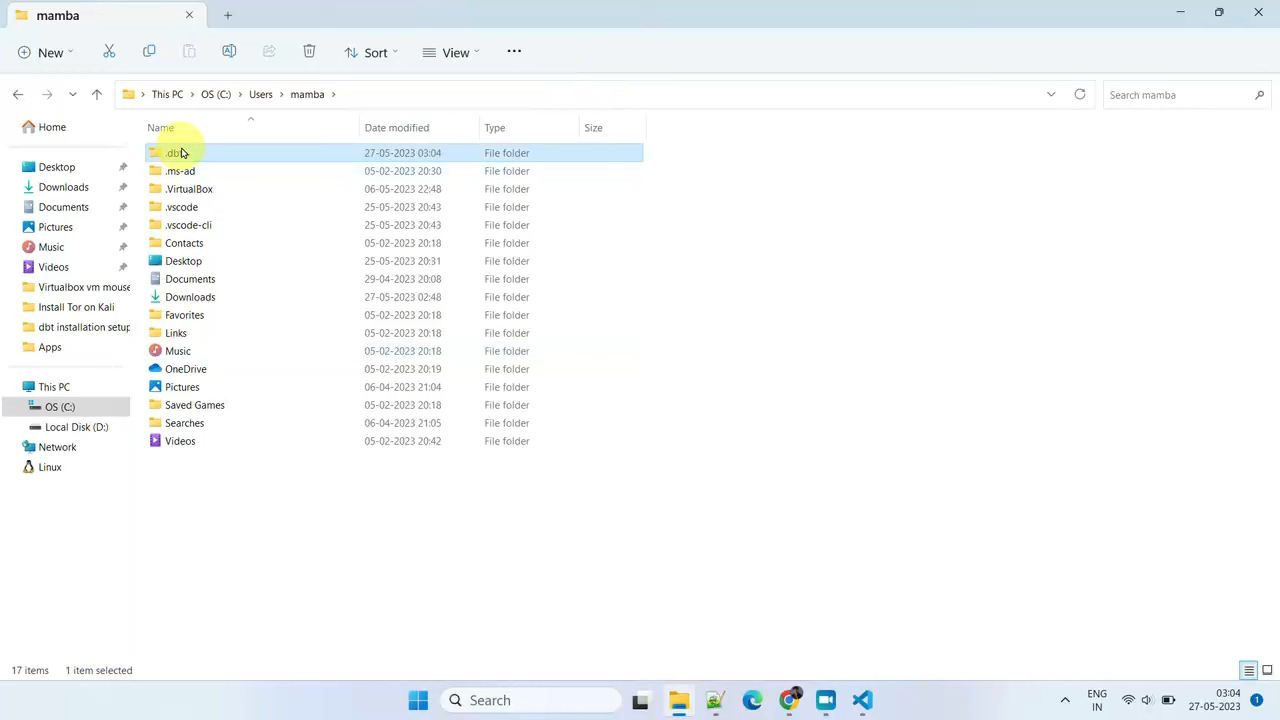 mamba
New
Sort
View
This PC
OS (C:)
Users
mamba
Search mamba
Home
Desktop
Downloads
Documents
Pictures
Music
Videos
Virtualbox vm mouse
Install Tor on Kali
dbt installation setup
Apps
This PC
OS (C:)
Local Disk (D:)
Network
Linux
Name Date modified Type Size
.dbt 27-05-2023 03:04 File folder
.ms-ad 05-02-2023 20:30 File folder
.VirtualBox 06-05-2023 22:48 File folder
.vscode 25-05-2023 20:43 File folder
.vscode-cli 25-05-2023 20:43 File folder
Contacts 05-02-2023 20:18 File folder
Desktop 25-05-2023 20:31 File folder
Documents 29-04-2023 20:08 File folder
Downloads 27-05-2023 02:48 File folder
Favorites 05-02-2023 20:18 File folder
Links 05-02-2023 20:18 File folder
Music 05-02-2023 20:18 File folder
OneDrive 05-02-2023 20:19 File folder
Pictures 06-04-2023 21:04 File folder
Saved Games 05-02-2023 20:18 File folder
Searches 06-04-2023 21:05 File folder
Videos 05-02-2023 20:42 File folder
17 items 1 item selected
Search
ENG
IN
03:04
27-05-2023
1